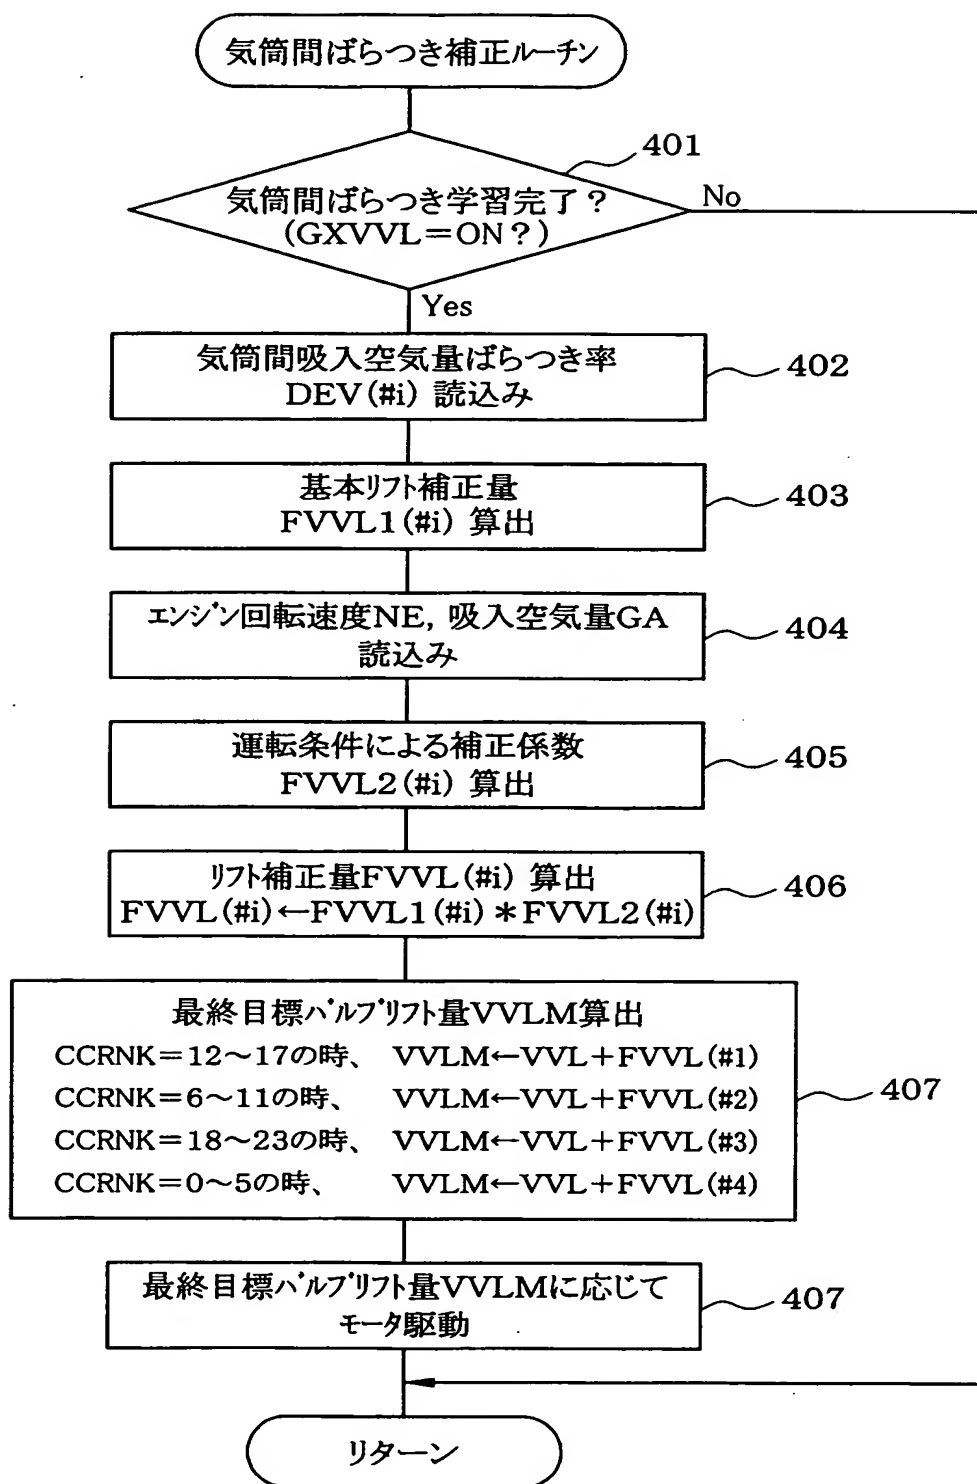 気筒間ばらつき補正ルーチン
401
気筒間ばらつき学習完了?
(GXVVL=ON?)
No
Yes
気筒間吸入空気量ばらつき率
DEV(#i) 読込み
402
基本リフト補正量
FVVL1(#i) 算出
403
エンジン回転速度NE, 吸入空気量GA
読込み
404
運転条件による補正係数
FVVL2(#i) 算出
405
リフト補正量FVVL(#i) 算出
FVVL(#i)←FVVL1(#i)*FVVL2(#i)
406
最終目標バルブリフト量VVLM算出
CCRNK=12~17の時、 VVLM←VVL+FVVL(#1)
CCRNK=6~11の時、 VVLM←VVL+FVVL(#2)
CCRNK=18~23の時、 VVLM←VVL+FVVL(#3)
CCRNK=0~5の時、 VVLM←VVL+FVVL(#4)
407
最終目標バルブリフト量VVLMに応じて
モータ駆動
407
リターン